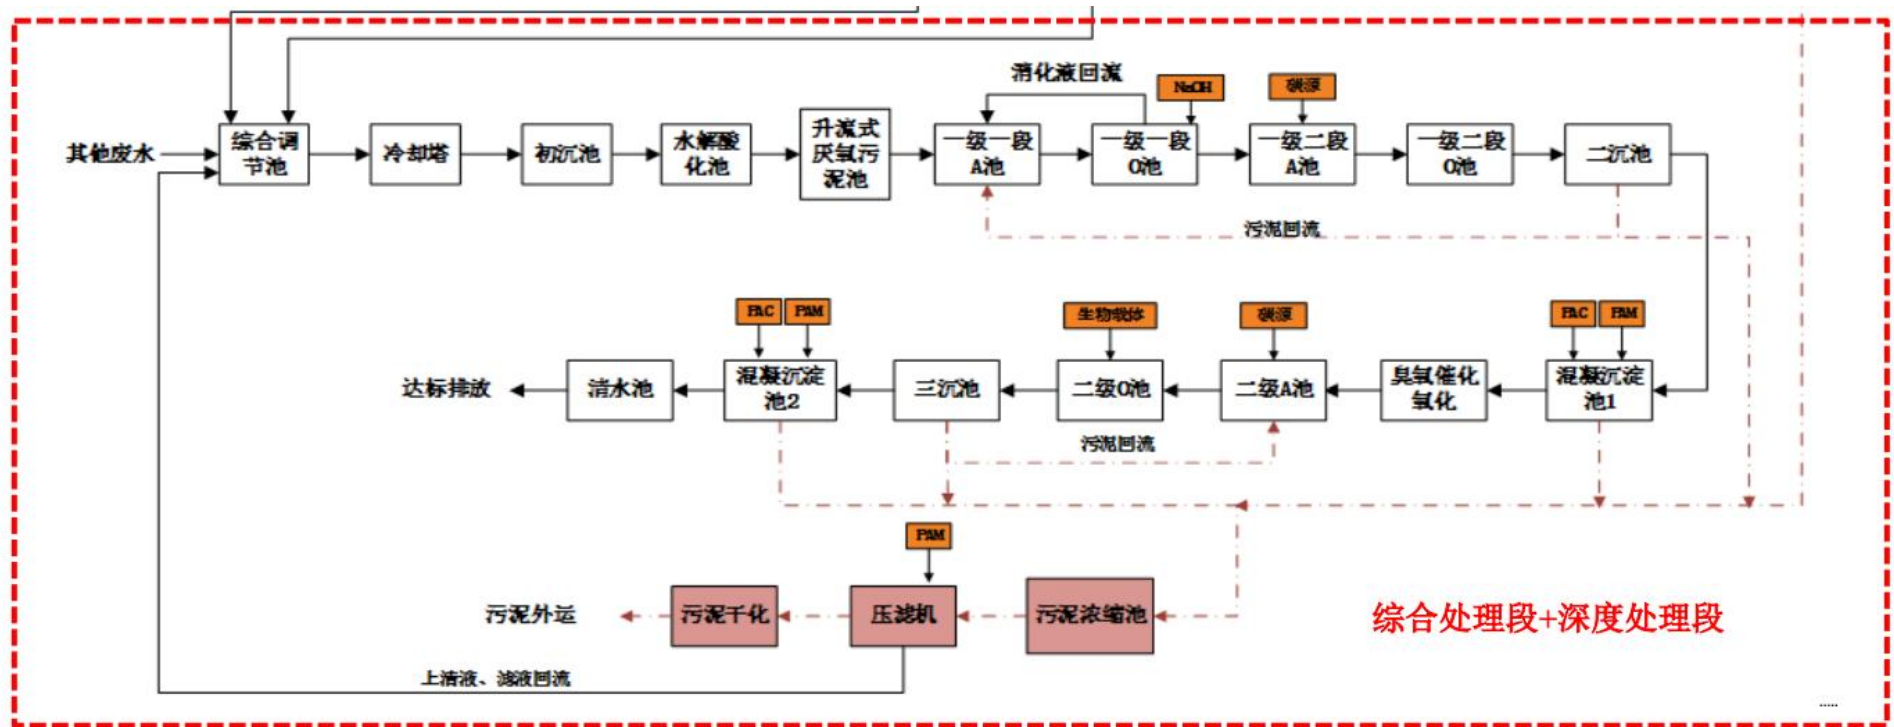 消化液回流
NaOH
碳源
其他废水
综合调
节池
冷却塔
初沉池
水解酸
化池
升流式
厌氧污
泥池
一级一段
A池
一级一段
O池
一级二段
A池
一级二段
O池
二沉池
污泥回流
PAC
PAM
生物载体
碳源
PAC
PAM
达标排放
清水池
混凝沉淀
池2
三沉池
二级O池
二级A池
臭氧催化
氧化
混凝沉淀
池1
污泥回流
PAM
污泥外运
污泥干化
压滤机
污泥浓缩池
综合处理段+深度处理段
上清液、滤液回流
.....